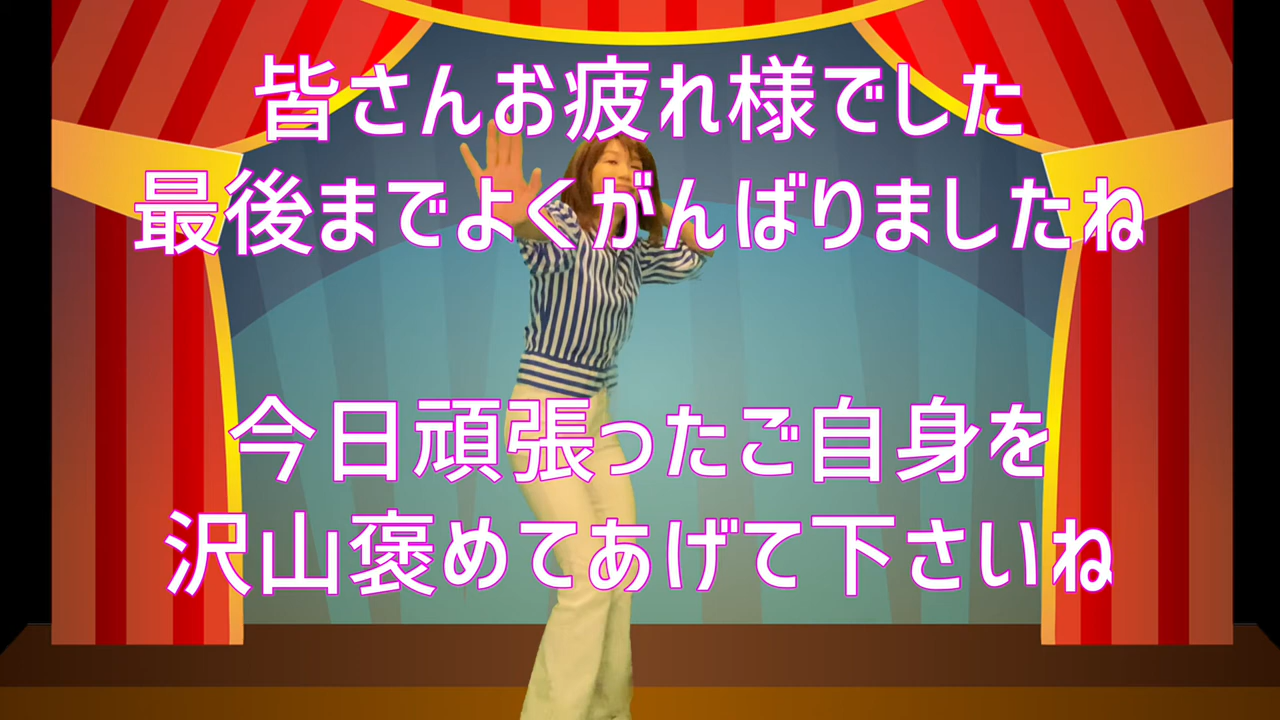 皆さんお疲れ様でした
最後までよくがんばりましたね
今日頑張ったご自身を
沢山褒めてあげて下さいね